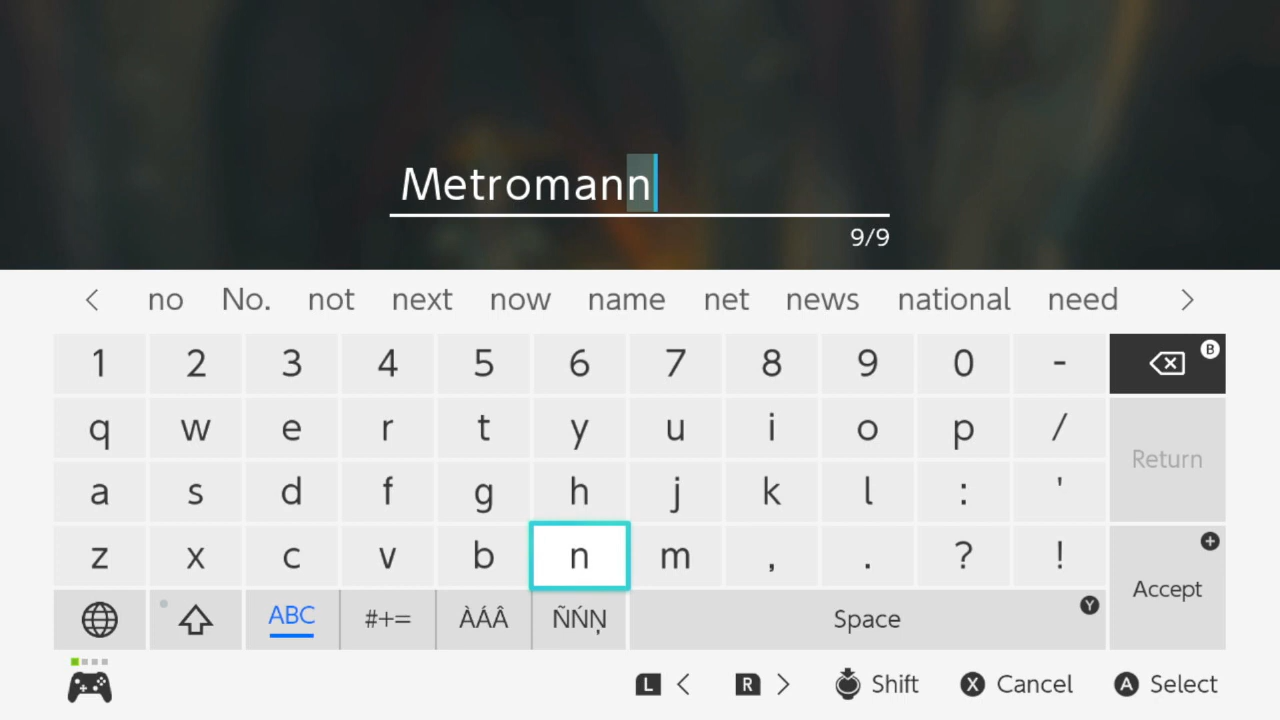 Metromann
9/9
< no No. not next now name net news national need >
1 2 3 4 5 6 7 8 9 0 - B
q w e r t y u i o p / Return
a s d f g h j k l : '
z x c v b n m , . ? ! + Accept
ABC #+= ÀÁÂ ÑŃŅ Space Y
L < R > Shift X Cancel A Select